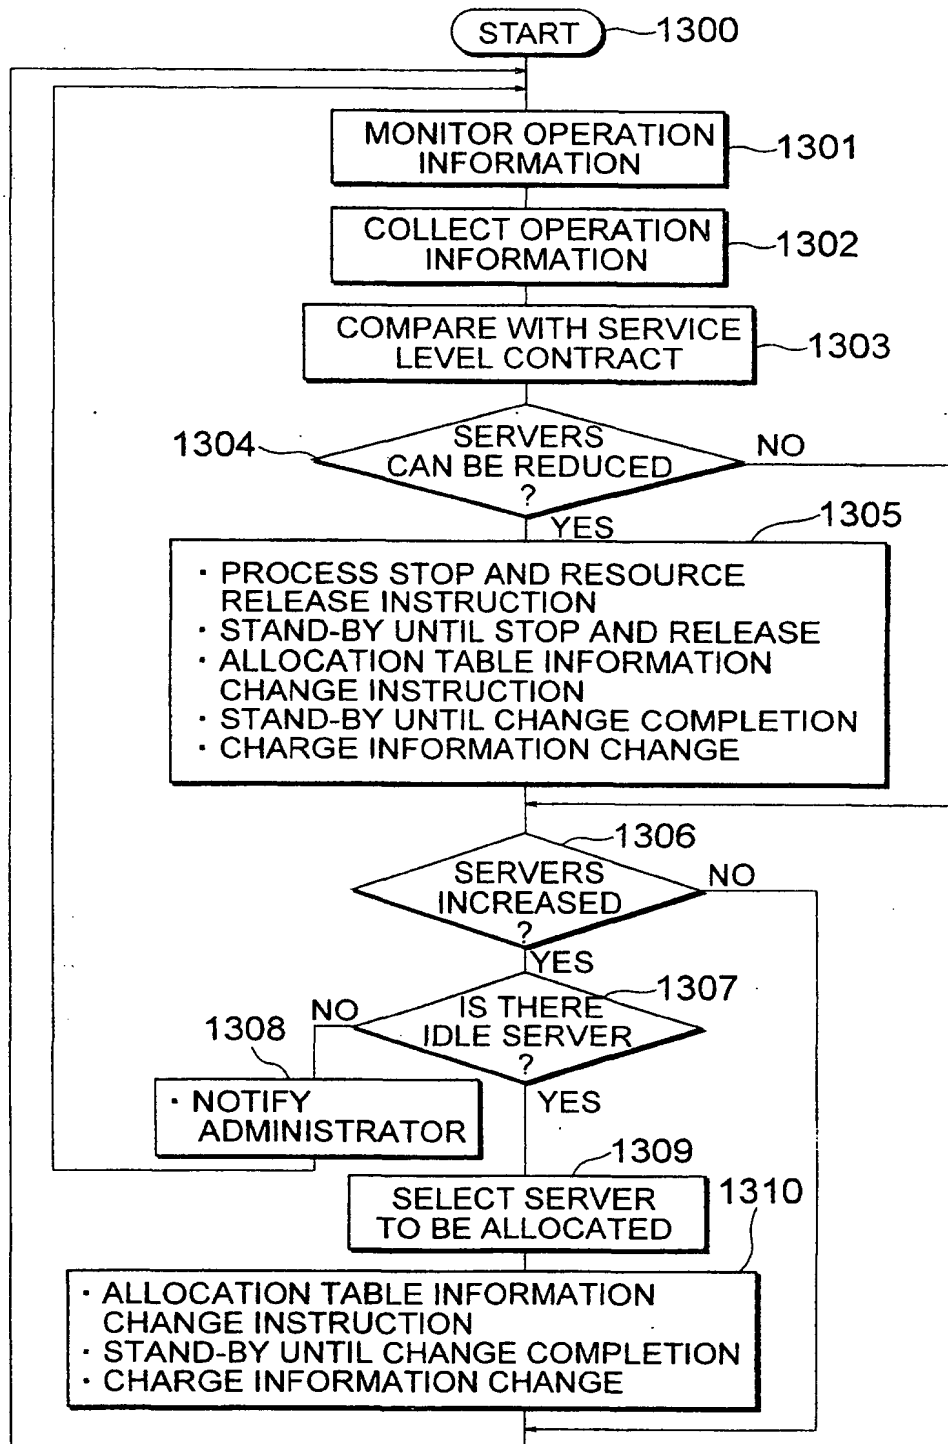 START
1300
MONITOR OPERATION
INFORMATION
1301
COLLECT OPERATION
INFORMATION
1302
COMPARE WITH SERVICE
LEVEL CONTRACT
1303
1304
SERVERS
CAN BE REDUCED
?
NO
YES
1305
· PROCESS STOP AND RESOURCE
RELEASE INSTRUCTION
· STAND-BY UNTIL STOP AND RELEASE
· ALLOCATION TABLE INFORMATION
CHANGE INSTRUCTION
· STAND-BY UNTIL CHANGE COMPLETION
· CHARGE INFORMATION CHANGE
1306
SERVERS
INCREASED
?
NO
YES
1307
IS THERE
IDLE SERVER
?
NO
YES
1308
· NOTIFY
ADMINISTRATOR
1309
SELECT SERVER
TO BE ALLOCATED
1310
· ALLOCATION TABLE INFORMATION
CHANGE INSTRUCTION
· STAND-BY UNTIL CHANGE COMPLETION
· CHARGE INFORMATION CHANGE